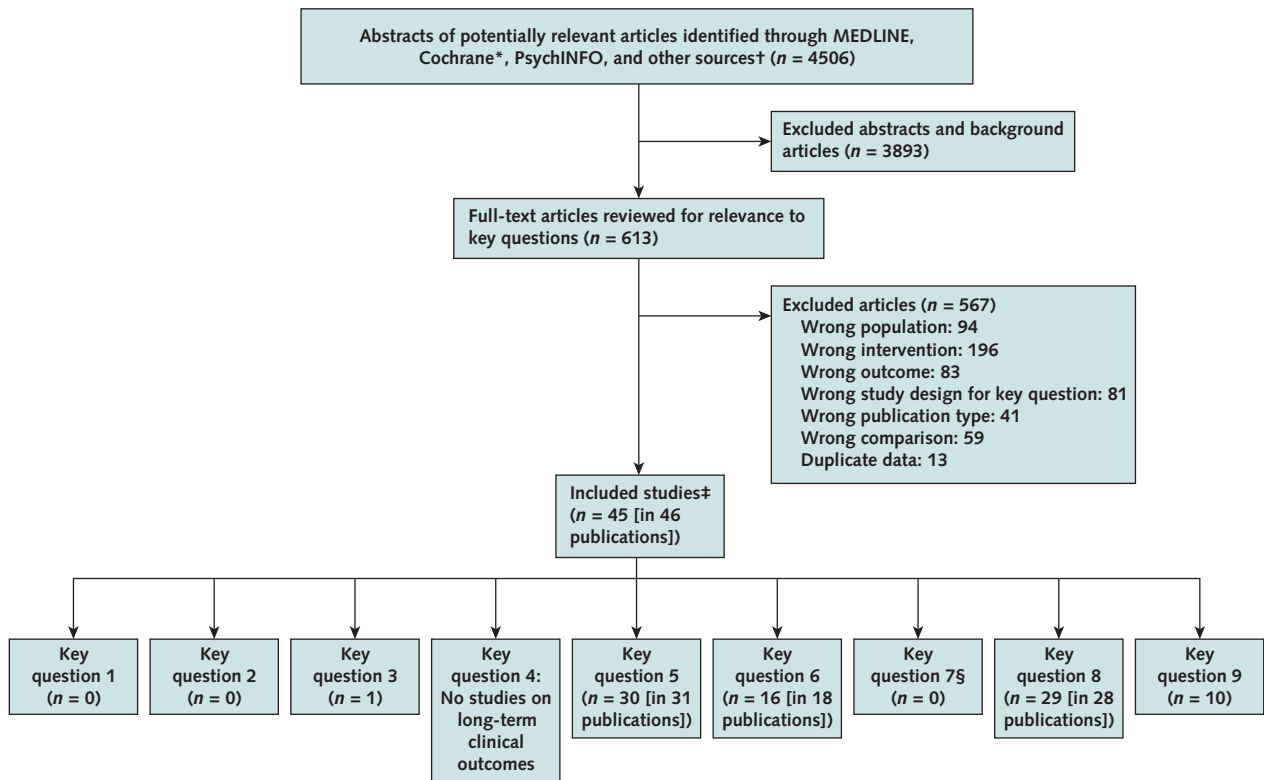 Abstracts of potentially relevant articles identified through MEDLINE,
Cochrane*, PsychINFO, and other sources† (n = 4506)
Excluded abstracts and background
articles (n = 3893)
Full-text articles reviewed for relevance to
key questions (n = 613)
Excluded articles (n = 567)
Wrong population: 94
Wrong intervention: 196
Wrong outcome: 83
Wrong study design for key question: 81
Wrong publication type: 41
Wrong comparison: 59
Duplicate data: 13
Included studies‡
(n = 45 [in 46
publications])
Key
question 1
(n = 0)
Key
question 2
(n = 0)
Key
question 3
(n = 1)
Key
question 4:
No studies on
long-term
clinical
outcomes
Key
question 5
(n = 30 [in 31
publications])
Key
question 6
(n = 16 [in 18
publications])
Key
question 7§
(n = 0)
Key
question 8
(n = 29 [in 28
publications])
Key
question 9
(n = 10)